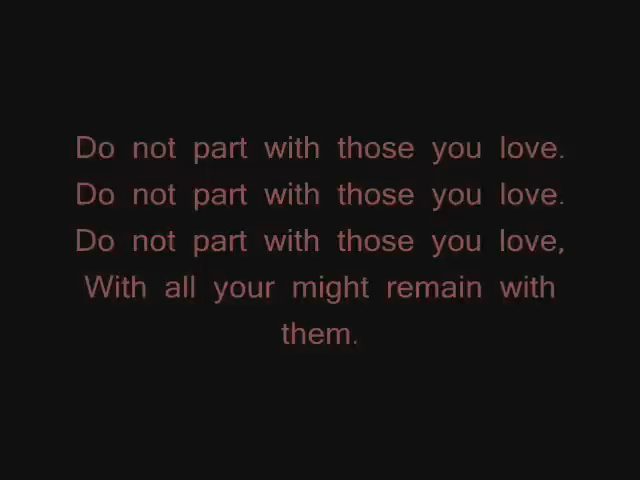 Do not part with those you love.
Do not part with those you love.
Do not part with those you love,
With all your might remain with
them.